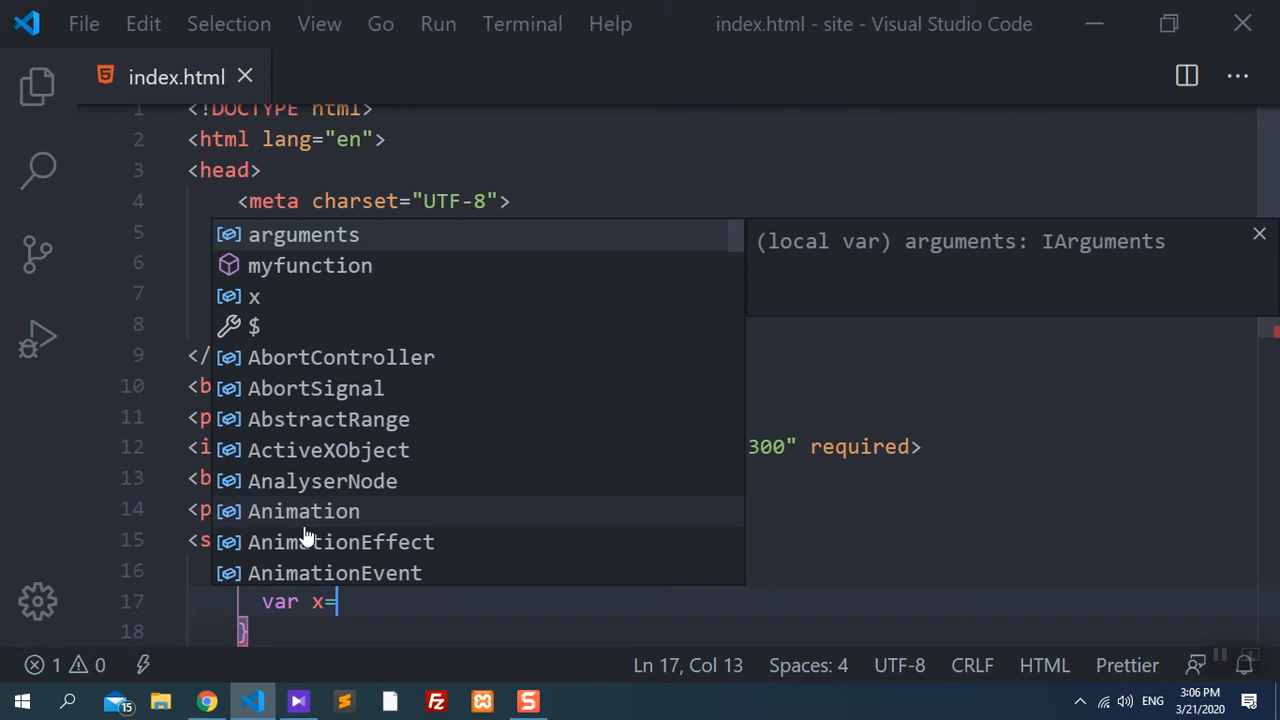 File Edit Selection View Go Run Terminal Help index.html - site - Visual Studio Code
index.html
1 <!DOCTYPE html>
2 <html lang="en">
3 <head>
4 <meta charset="UTF-8">
5
6
7
8
9 </
10 <b
11 <p
12 <i 300" required>
13 <b
14 <p
15 <s
16
17 var x=
18 }
arguments
myfunction
x
$
AbortController
AbortSignal
AbstractRange
ActiveXObject
AnalyserNode
Animation
AnimationEffect
AnimationEvent
(local var) arguments: IArguments
1 0 Ln 17, Col 13 Spaces: 4 UTF-8 CRLF HTML Prettier
15 ENG 3:06 PM
3/21/2020